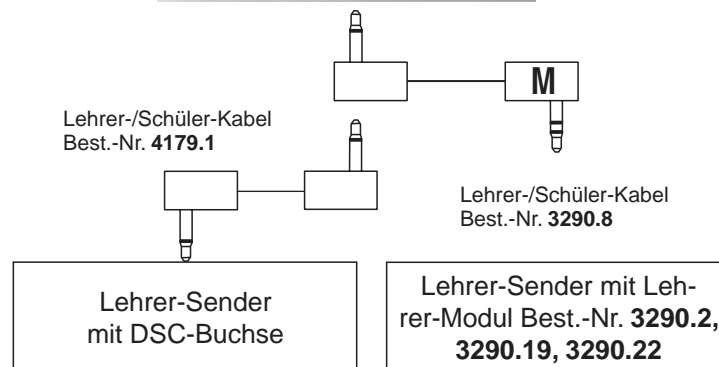 M
Lehrer-/Schüler-Kabel
Best.-Nr. 4179.1
Lehrer-/Schüler-Kabel
Best.-Nr. 3290.8
Lehrer-Sender
mit DSC-Buchse
Lehrer-Sender mit Leh-
rer-Modul Best.-Nr. 3290.2,
3290.19, 3290.22